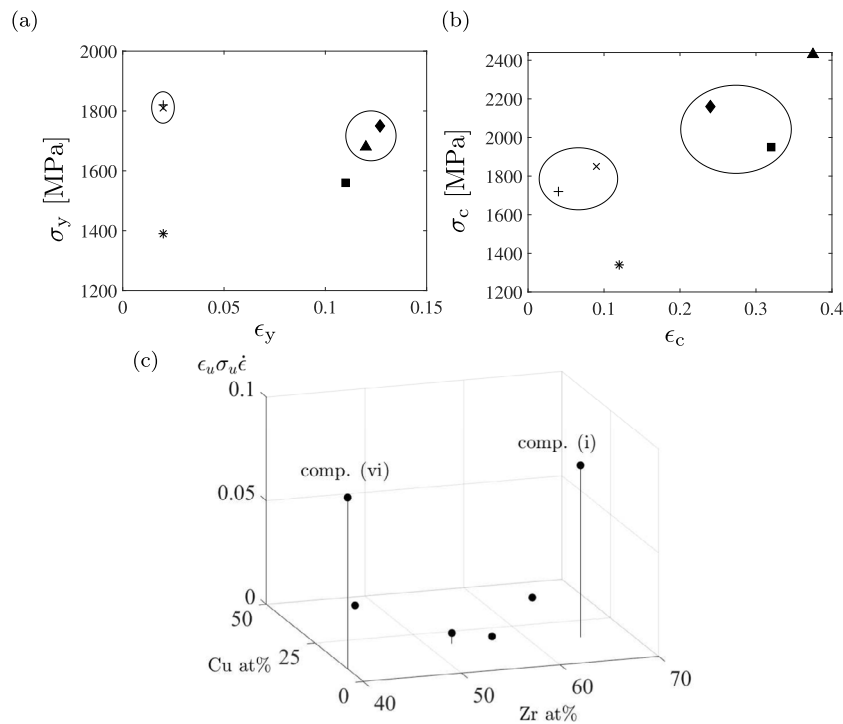 (a)
2000
1800
1600
1400
1200
0
0.05
0.1
0.15
σy [MPa]
ϵy
(b)
2400
2200
2000
1800
1600
1400
1200
0
0.1
0.2
0.3
0.4
σc [MPa]
ϵc
(c)
ϵuσuϵ̇
0.1
0.05
0
comp. (vi)
comp. (i)
50
25
0
Cu at%
40
50
60
70
Zr at%